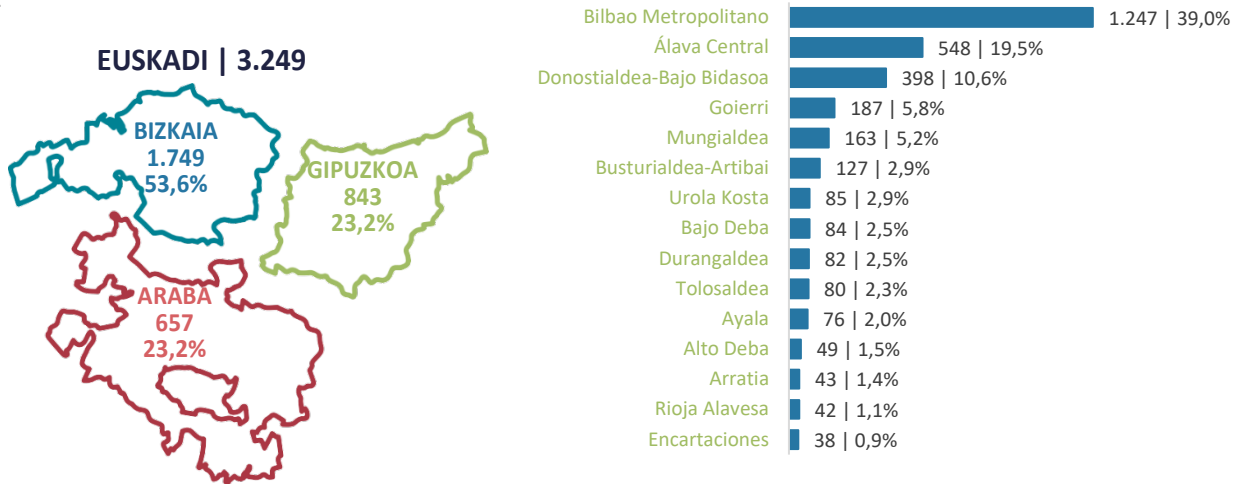 EUSKADI | 3.249
BIZKAIA
1.749
53,6%
GIPUZKOA
843
23,2%
ARABA
657
23,2%
Bilbao Metropolitano 1.247 | 39,0%
Álava Central 548 | 19,5%
Donostialdea-Bajo Bidasoa 398 | 10,6%
Goierri 187 | 5,8%
Mungialdea 163 | 5,2%
Busturialdea-Artibai 127 | 2,9%
Urola Kosta 85 | 2,9%
Bajo Deba 84 | 2,5%
Durangaldea 82 | 2,5%
Tolosaldea 80 | 2,3%
Ayala 76 | 2,0%
Alto Deba 49 | 1,5%
Arratia 43 | 1,4%
Rioja Alavesa 42 | 1,1%
Encartaciones 38 | 0,9%